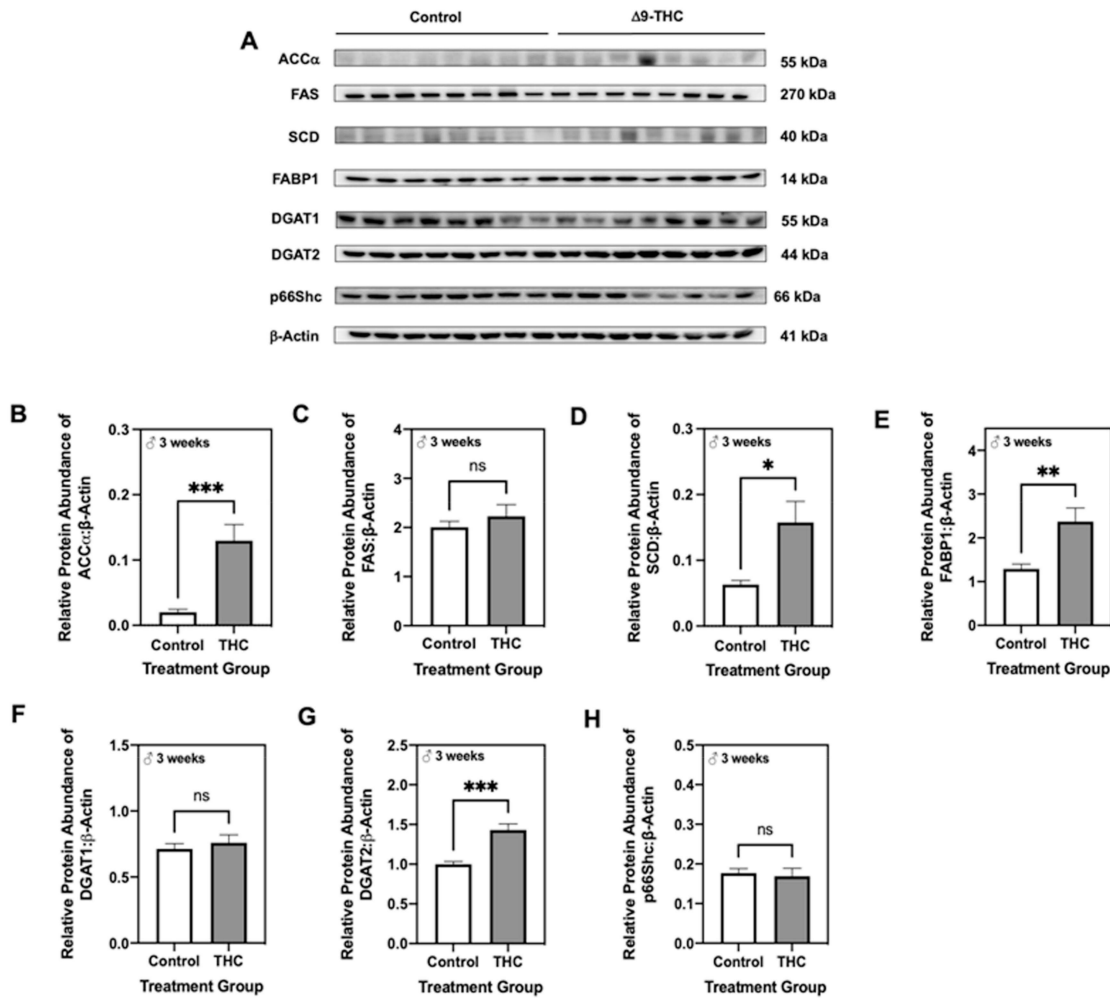 Control Δ9-THC
A
ACCα 55 kDa
FAS 270 kDa
SCD 40 kDa
FABP1 14 kDa
DGAT1 55 kDa
DGAT2 44 kDa
p66Shc 66 kDa
β-Actin 41 kDa
B
Relative Protein Abundance of
ACCα:β-Actin
0.3
0.2
0.1
0.0
♂ 3 weeks
***
Control THC
Treatment Group
C
Relative Protein Abundance of
FAS:β-Actin
4
3
2
1
0
♂ 3 weeks
ns
Control THC
Treatment Group
D
Relative Protein Abundance of
SCD:β-Actin
0.3
0.2
0.1
0.0
♂ 3 weeks
*
Control THC
Treatment Group
E
Relative Protein Abundance of
FABP1:β-Actin
4
3
2
1
0
♂ 3 weeks
**
Control THC
Treatment Group
F
Relative Protein Abundance of
DGAT1:β-Actin
1.5
1.0
0.5
0.0
♂ 3 weeks
ns
Control THC
Treatment Group
G
Relative Protein Abundance of
DGAT2:β-Actin
2.5
2.0
1.5
1.0
0.5
0.0
♂ 3 weeks
***
Control THC
Treatment Group
H
Relative Protein Abundance of
p66Shc:β-Actin
0.5
0.4
0.3
0.2
0.1
0.0
♂ 3 weeks
ns
Control THC
Treatment Group